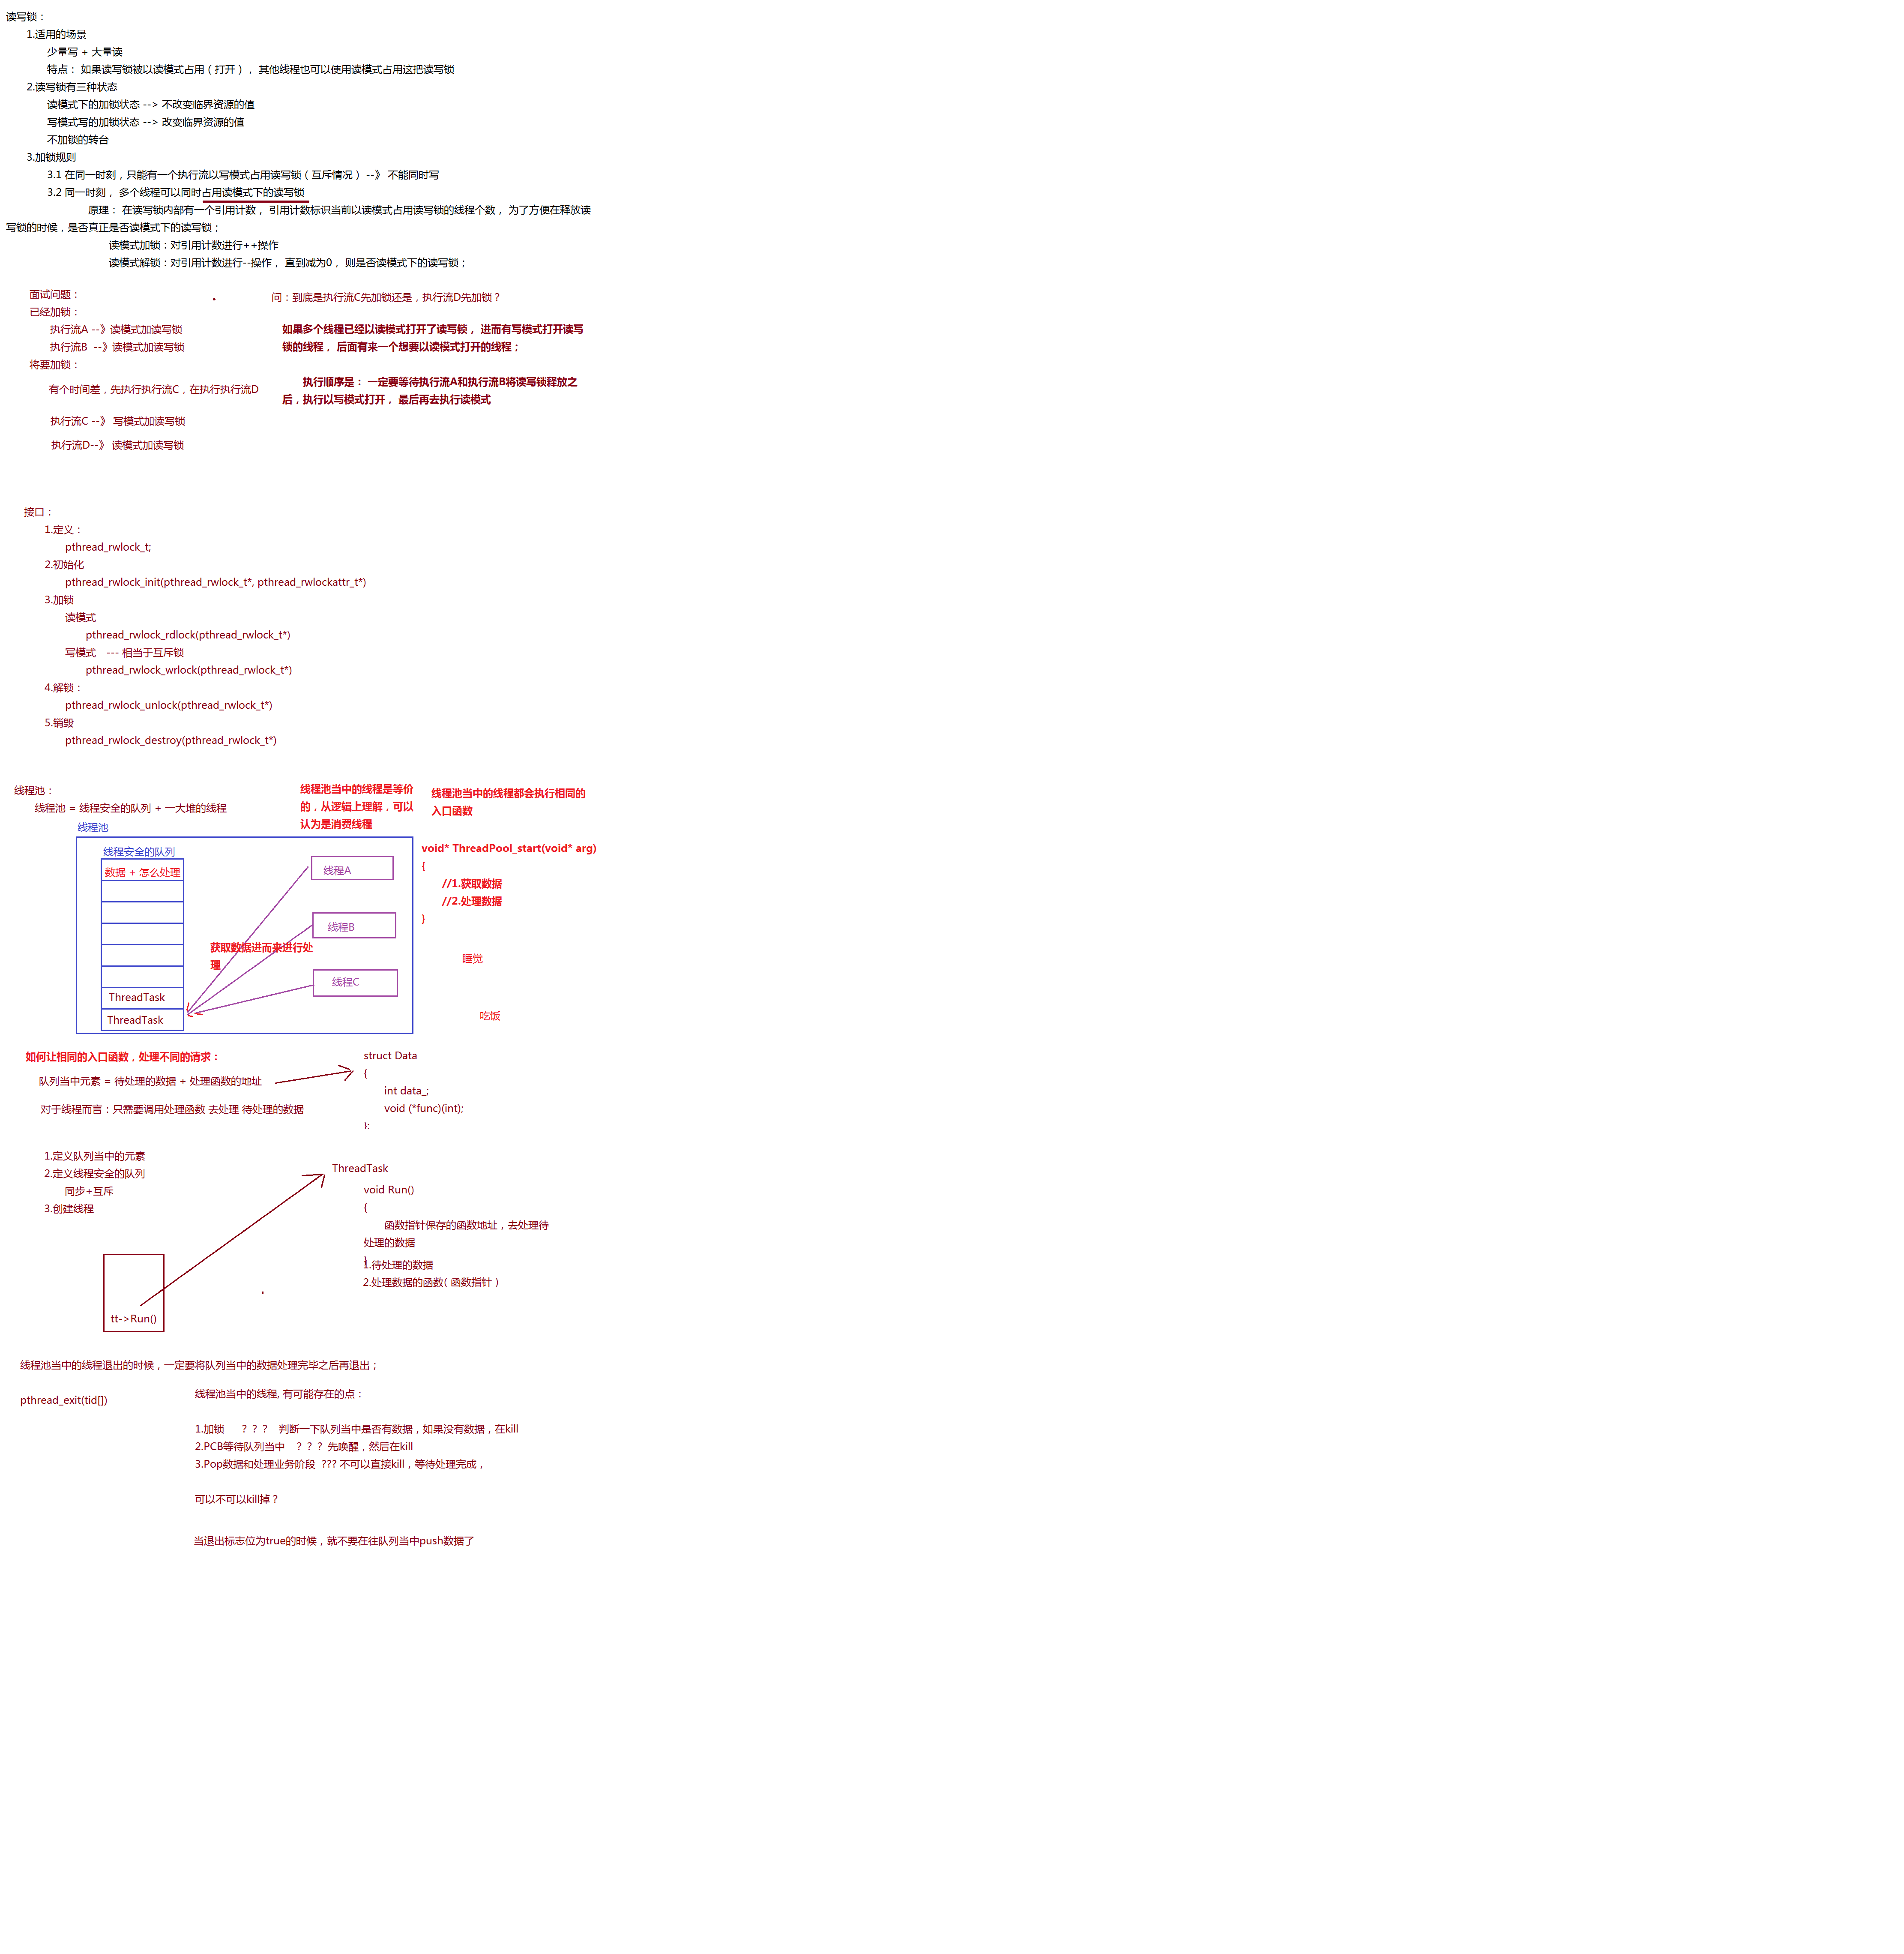 读写锁：
1.适用的场景
少量写 + 大量读
特点： 如果读写锁被以读模式占用（打开）， 其他线程也可以使用读模式占用这把读写锁
2.读写锁有三种状态
读模式下的加锁状态 --> 不改变临界资源的值
写模式写的加锁状态 --> 改变临界资源的值
不加锁的转台
3.加锁规则
3.1 在同一时刻，只能有一个执行流以写模式占用读写锁（互斥情况） --》 不能同时写
3.2 同一时刻， 多个线程可以同时占用读模式下的读写锁
原理： 在读写锁内部有一个引用计数， 引用计数标识当前以读模式占用读写锁的线程个数， 为了方便在释放读
写锁的时候，是否真正是否读模式下的读写锁；
读模式加锁：对引用计数进行++操作
读模式解锁：对引用计数进行--操作， 直到减为0， 则是否读模式下的读写锁；
面试问题：
已经加锁：
执行流A --》读模式加读写锁
执行流B  --》读模式加读写锁
将要加锁：
有个时间差，先执行执行流C，在执行执行流D
执行流C --》 写模式加读写锁
执行流D--》 读模式加读写锁
问：到底是执行流C先加锁还是，执行流D先加锁？
如果多个线程已经以读模式打开了读写锁， 进而有写模式打开读写
锁的线程， 后面有来一个想要以读模式打开的线程；
执行顺序是： 一定要等待执行流A和执行流B将读写锁释放之
后，执行以写模式打开， 最后再去执行读模式
接口：
1.定义：
pthread_rwlock_t;
2.初始化
pthread_rwlock_init(pthread_rwlock_t*, pthread_rwlockattr_t*)
3.加锁
读模式
pthread_rwlock_rdlock(pthread_rwlock_t*)
写模式   --- 相当于互斥锁
pthread_rwlock_wrlock(pthread_rwlock_t*)
4.解锁：
pthread_rwlock_unlock(pthread_rwlock_t*)
5.销毁
pthread_rwlock_destroy(pthread_rwlock_t*)
线程池：
线程池 = 线程安全的队列 + 一大堆的线程
线程池当中的线程是等价
的，从逻辑上理解，可以
认为是消费线程
线程池当中的线程都会执行相同的
入口函数
线程池
线程安全的队列
数据 + 怎么处理
线程A
线程B
线程C
获取数据进而来进行处
理
ThreadTask
ThreadTask
void* ThreadPool_start(void* arg)
{
//1.获取数据
//2.处理数据
}
睡觉
吃饭
如何让相同的入口函数，处理不同的请求：
队列当中元素 = 待处理的数据 + 处理函数的地址
对于线程而言：只需要调用处理函数 去处理 待处理的数据
struct Data
{
int data_;
void (*func)(int);
};
1.定义队列当中的元素
2.定义线程安全的队列
同步+互斥
3.创建线程
ThreadTask
void Run()
{
函数指针保存的函数地址，去处理待
处理的数据
}
1.待处理的数据
2.处理数据的函数（函数指针）
tt->Run()
线程池当中的线程退出的时候，一定要将队列当中的数据处理完毕之后再退出；
pthread_exit(tid[])
线程池当中的线程, 有可能存在的点：
1.加锁     ？？？  判断一下队列当中是否有数据，如果没有数据，在kill
2.PCB等待队列当中   ？？？先唤醒，然后在kill
3.Pop数据和处理业务阶段  ??? 不可以直接kill，等待处理完成，
可以不可以kill掉？
当退出标志位为true的时候，就不要在往队列当中push数据了